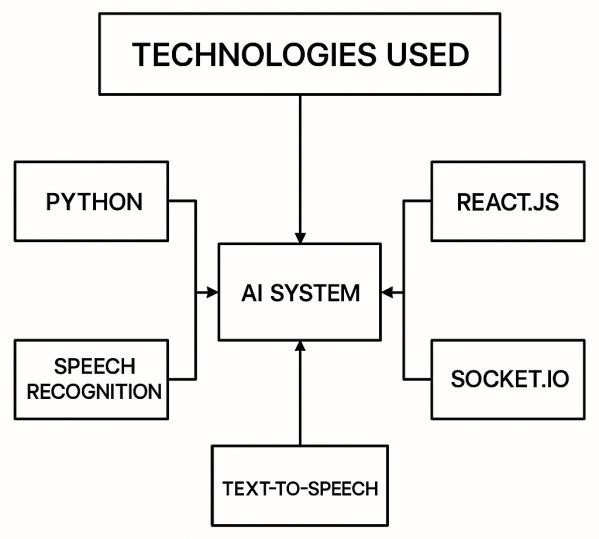 TECHNOLOGIES USED
PYTHON
REACT.JS
AI SYSTEM
SPEECH
RECOGNITION
SOCKET.IO
TEXT-TO-SPEECH